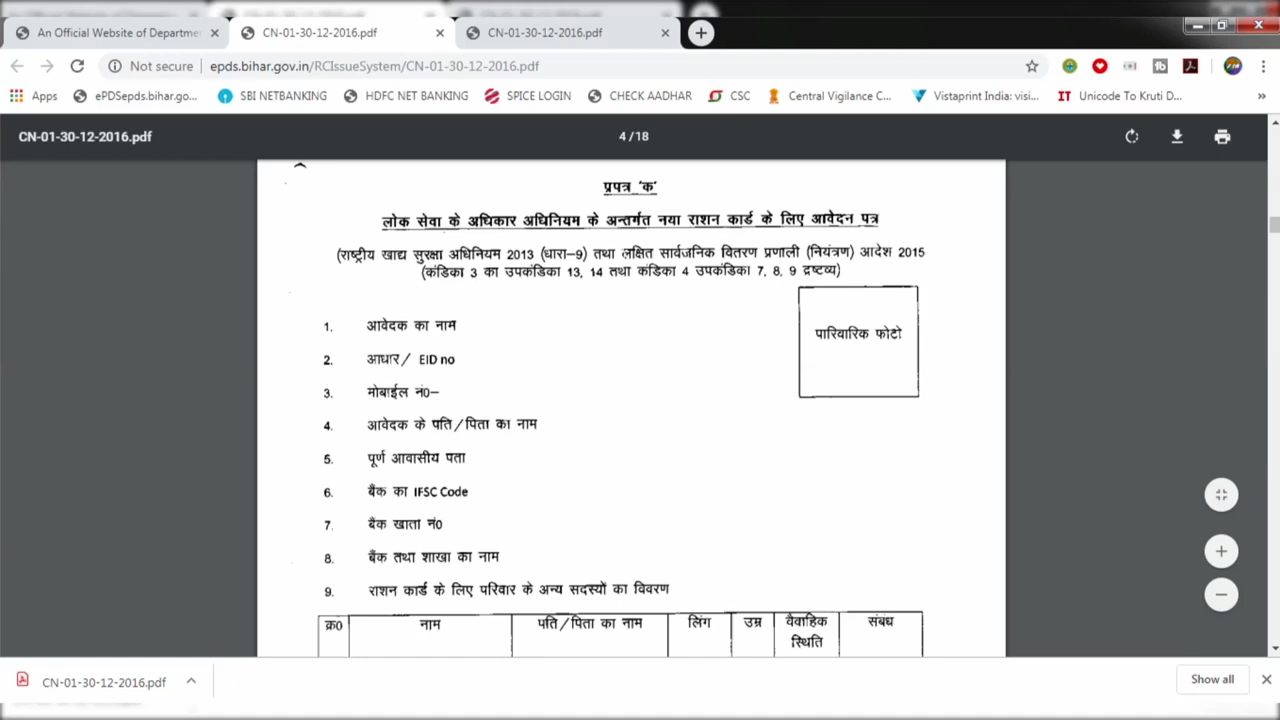 An Official Website of Departme
CN-01-30-12-2016.pdf
CN-01-30-12-2016.pdf
Not secure epds.bihar.gov.in/RCIssueSystem/CN-01-30-12-2016.pdf
Apps ePDSepds.bihar.go... SBI NETBANKING HDFC NET BANKING SPICE LOGIN CHECK AADHAR CSC Central Vigilance C... Vistaprint India: visi... IT Unicode To Kruti D... »
CN-01-30-12-2016.pdf 4 / 18
प्रपत्र 'क'
लोक सेवा के अधिकार अधिनियम के अन्तर्गत नया राशन कार्ड के लिए आवेदन पत्र
(राष्ट्रीय खाद्य सुरक्षा अधिनियम 2013 (धारा-9) तथा लक्षित सार्वजनिक वितरण प्रणाली (नियंत्रण) आदेश 2015
(कंडिका 3 का उपकंडिका 13, 14 तथा कंडिका 4 उपकंडिका 7, 8, 9 द्रष्टव्य)
पारिवारिक फोटो
1. आवेदक का नाम
2. आधार/ EID no
3. मोबाईल नं0-
4. आवेदक के पति/पिता का नाम
5. पूर्ण आवासीय पता
6. बैंक का IFSC Code
7. बैंक खाता नं0
8. बैंक तथा शाखा का नाम
9. राशन कार्ड के लिए परिवार के अन्य सदस्यों का विवरण
क्र0 नाम पति/पिता का नाम लिंग उम्र वैवाहिक स्थिति संबंध
CN-01-30-12-2016.pdf
Show all